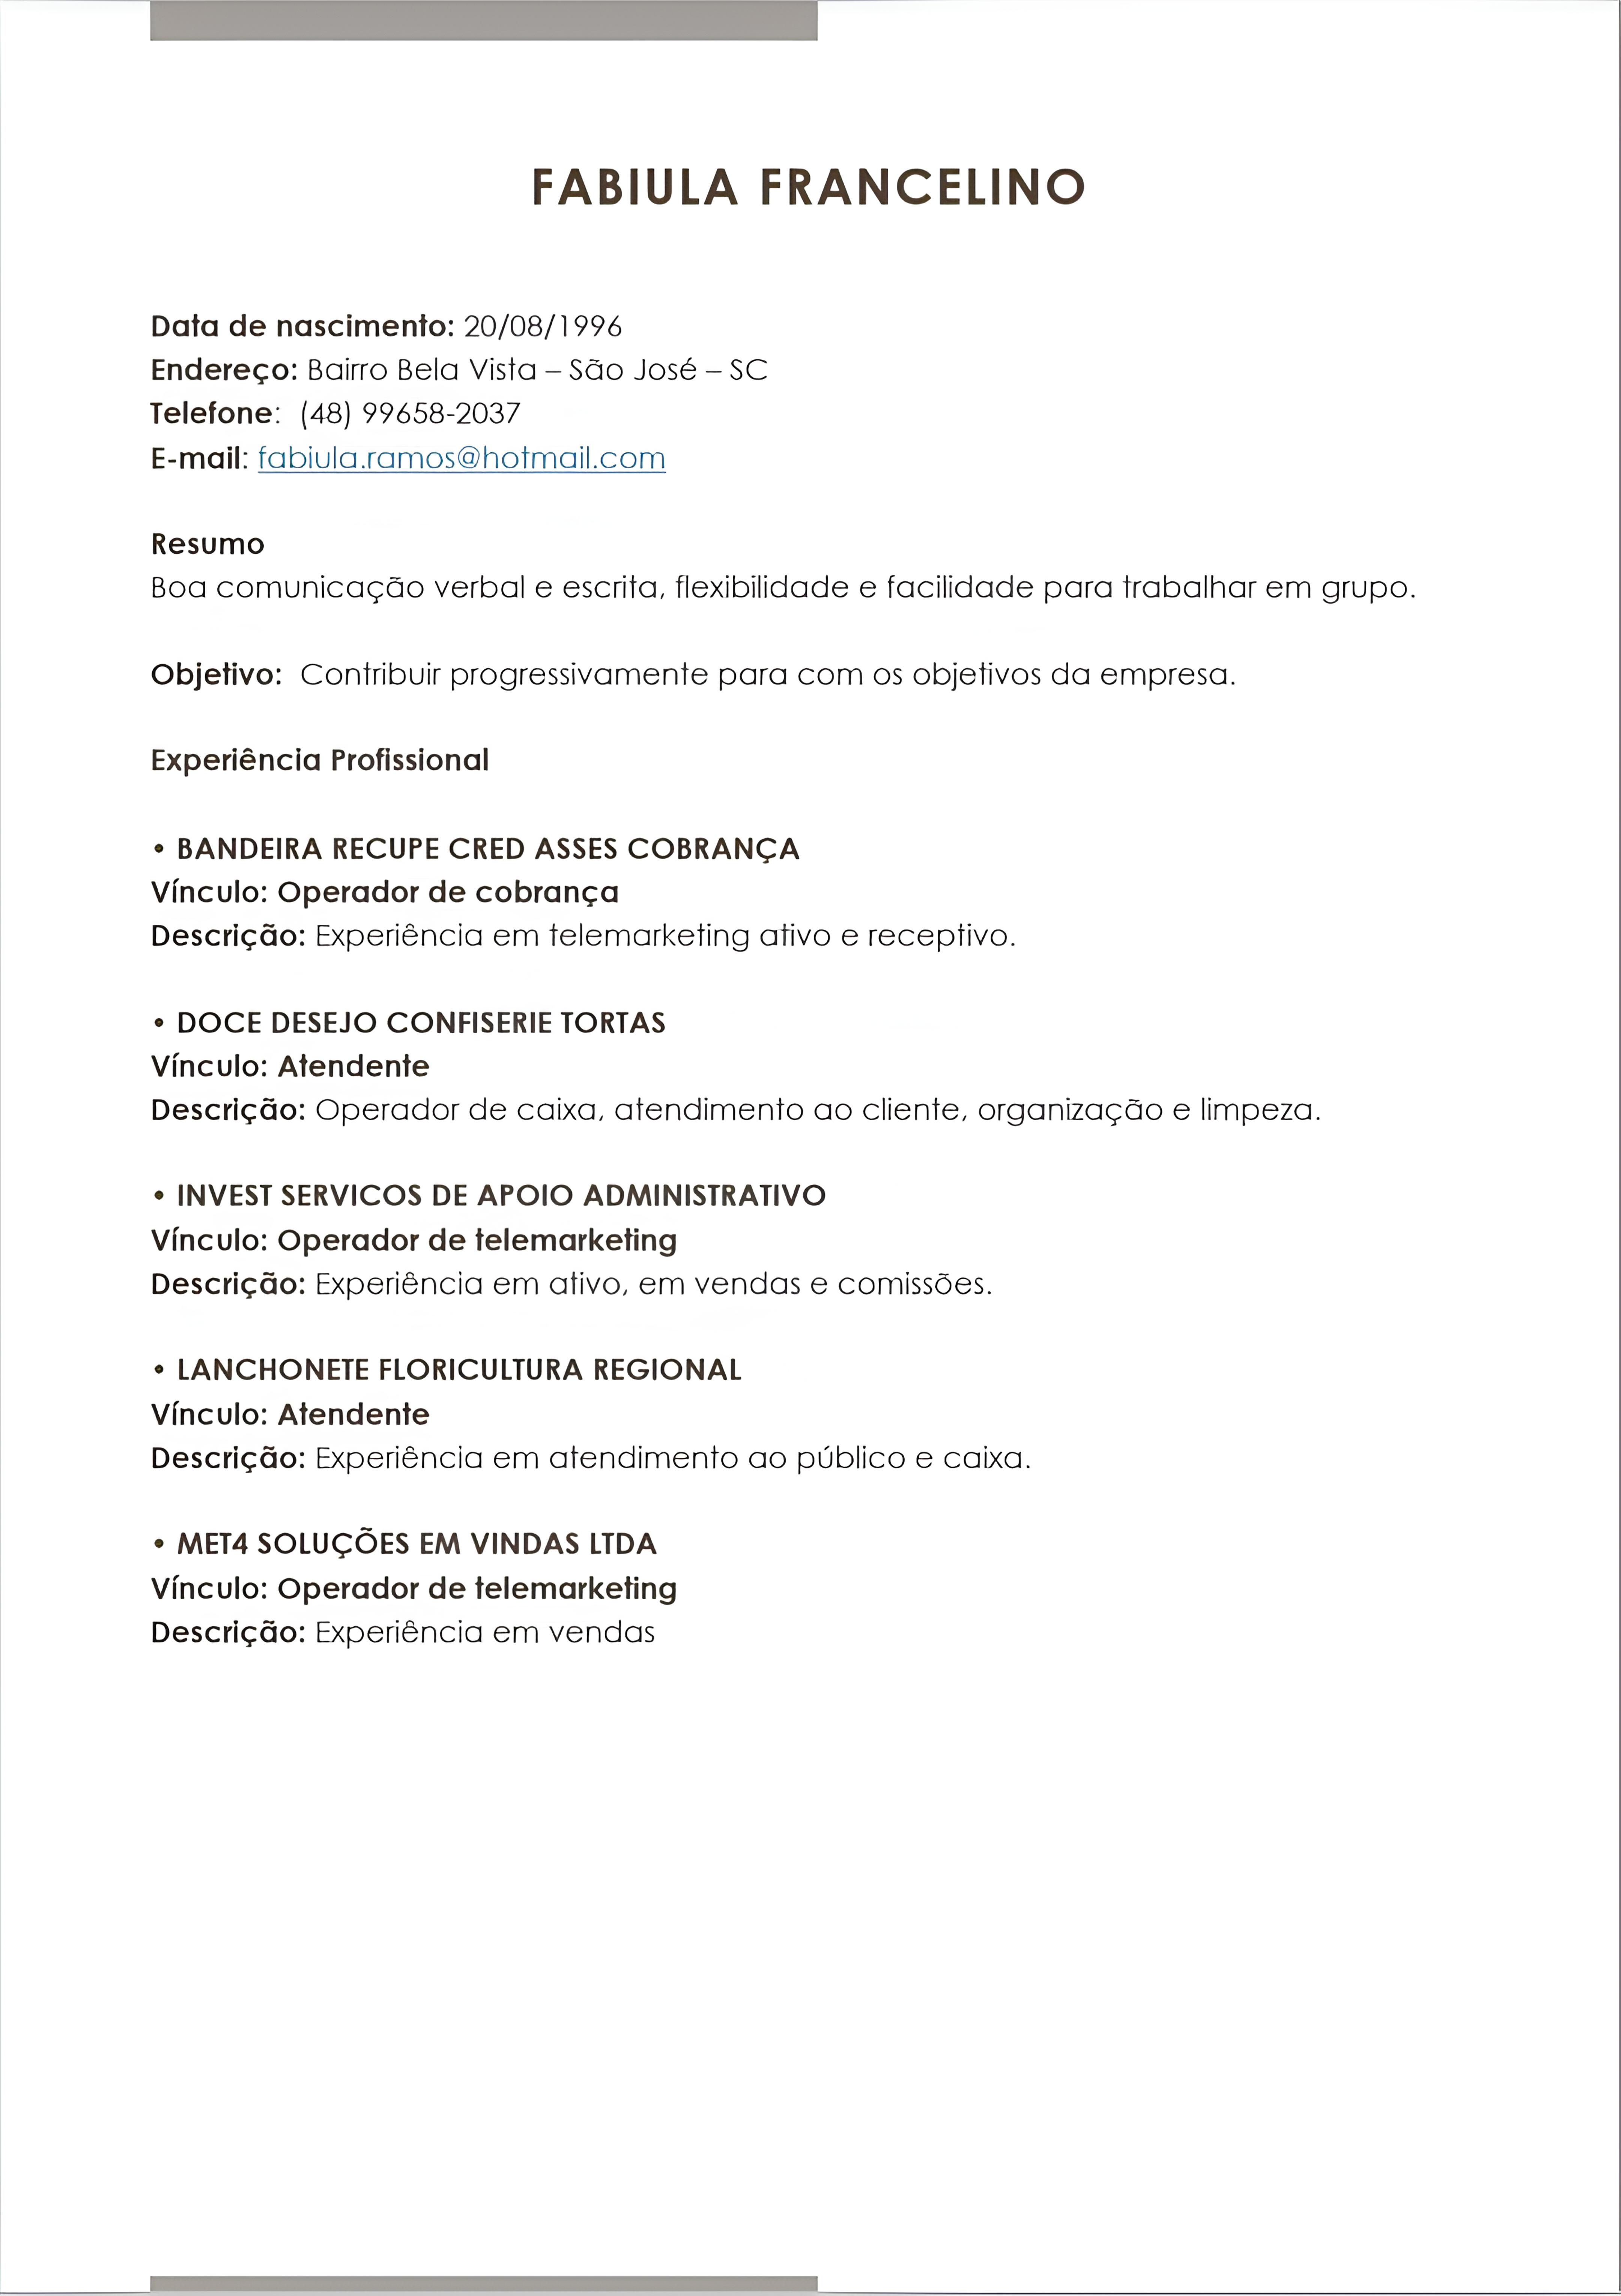 FABIULA FRANCELINO
Data de nascimento: 20/08/1996
Endereço: Bairro Bela Vista – São José – SC
Telefone:  (48) 99658-2037
E-mail: fabiula.ramos@hotmail.com
Resumo
Boa comunicação verbal e escrita, flexibilidade e facilidade para trabalhar em grupo.
Objetivo:  Contribuir progressivamente para com os objetivos da empresa.
Experiência Profissional
• BANDEIRA RECUPE CRED ASSES COBRANÇA
Vínculo: Operador de cobrança
Descrição: Experiência em telemarketing ativo e receptivo.
• DOCE DESEJO CONFISERIE TORTAS
Vínculo: Atendente
Descrição: Operador de caixa, atendimento ao cliente, organização e limpeza.
• INVEST SERVICOS DE APOIO ADMINISTRATIVO
Vínculo: Operador de telemarketing
Descrição: Experiência em ativo, em vendas e comissões.
• LANCHONETE FLORICULTURA REGIONAL
Vínculo: Atendente
Descrição: Experiência em atendimento ao público e caixa.
• MET4 SOLUÇÕES EM VINDAS LTDA
Vínculo: Operador de telemarketing
Descrição: Experiência em vendas